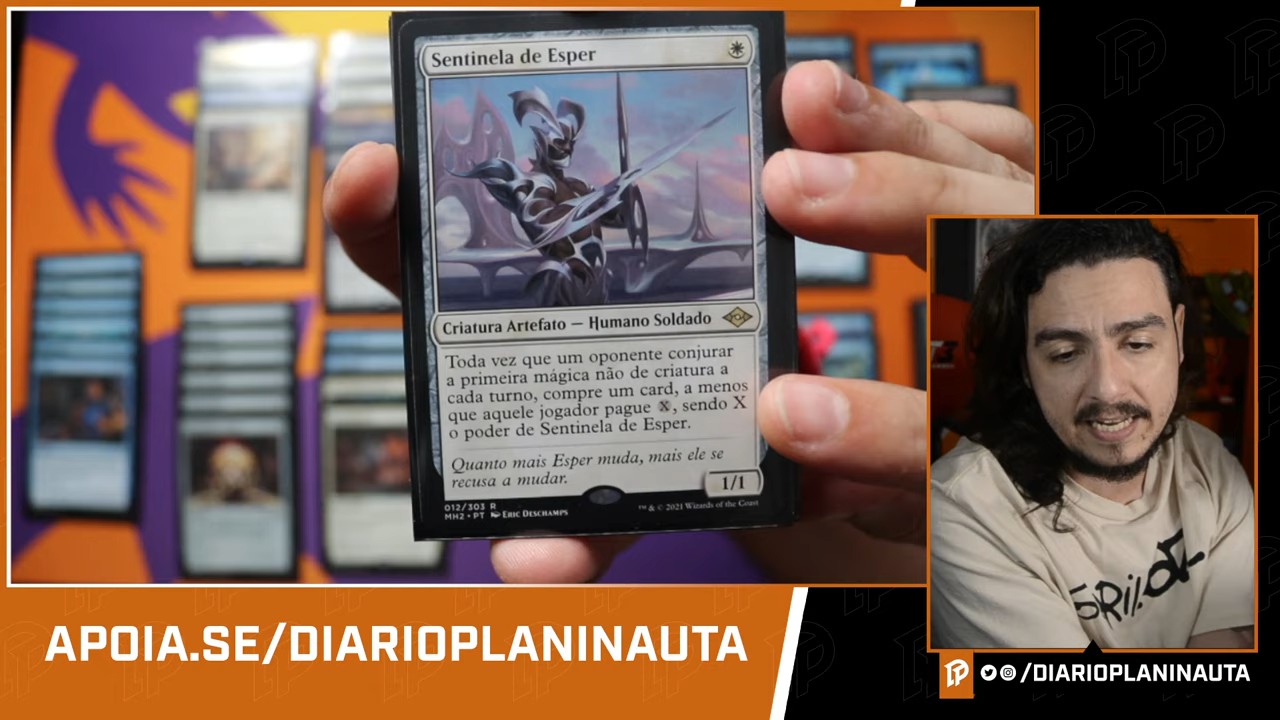 Sentinela de Esper
Criatura Artefato — Humano Soldado
Toda vez que um oponente conjurar
a primeira mágica não de criatura a
cada turno, compre um card, a menos
que aquele jogador pague X, sendo X
o poder de Sentinela de Esper.
Quanto mais Esper muda, mais ele se
recusa a mudar.
1/1
012/303 R
MH2 • PT Eric Deschamps
™ & © 2021 Wizards of the Coast
APOIA.SE/DIARIOPLANINAUTA
/DIARIOPLANINAUTA